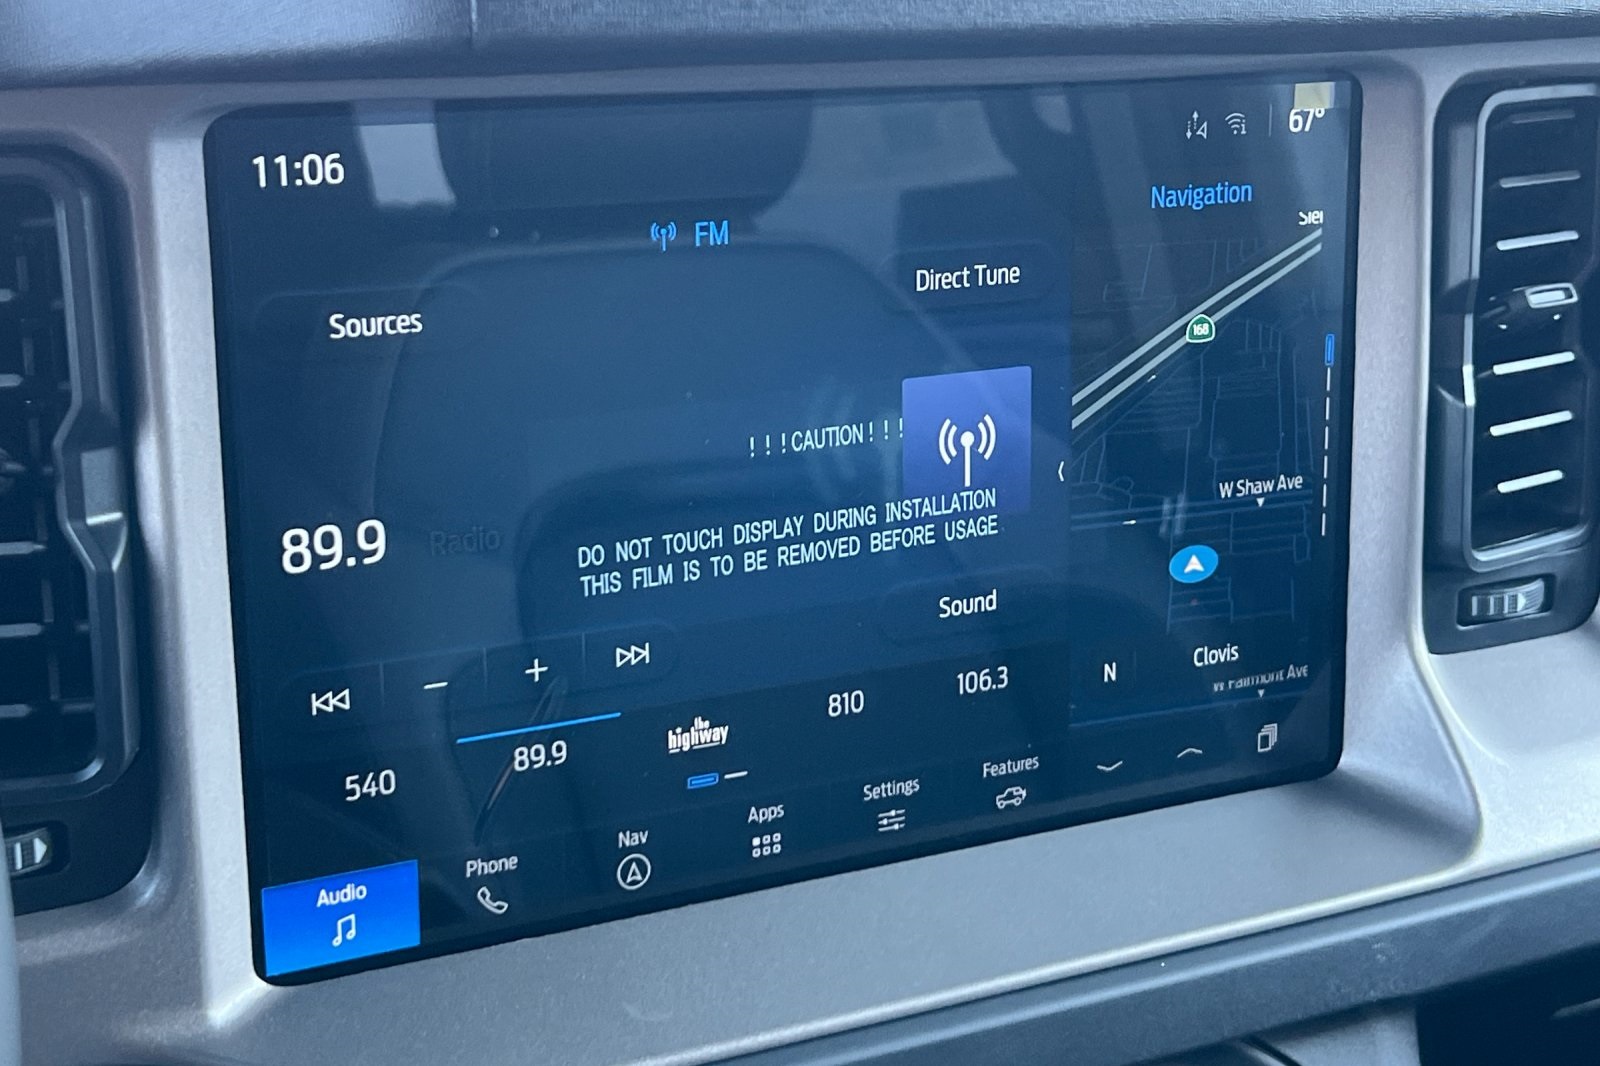 11:06
67°
FM
Navigation
Direct Tune
Sources
168
! ! ! CAUTION ! ! !
W Shaw Ave
89.9
Radio
DO NOT TOUCH DISPLAY DURING INSTALLATION
THIS FILM IS TO BE REMOVED BEFORE USAGE
Sound
Clovis
N
540
89.9
the
highway
810
106.3
Audio
Phone
Nav
Apps
Settings
Features